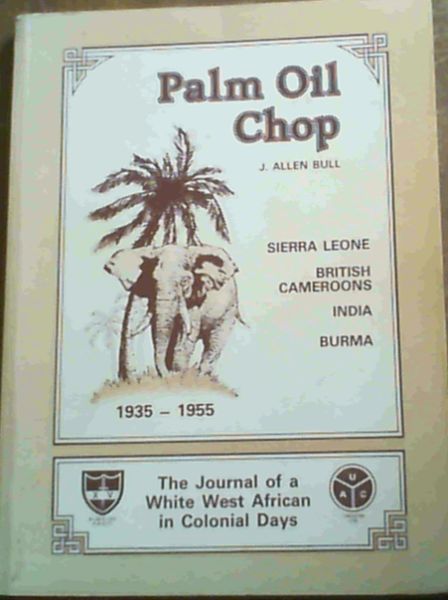 Palm Oil
Chop
J. ALLEN BULL
SIERRA LEONE
BRITISH
CAMEROONS
INDIA
BURMA
1935 – 1955
The Journal of a
White West African
in Colonial Days
X V
U
A C